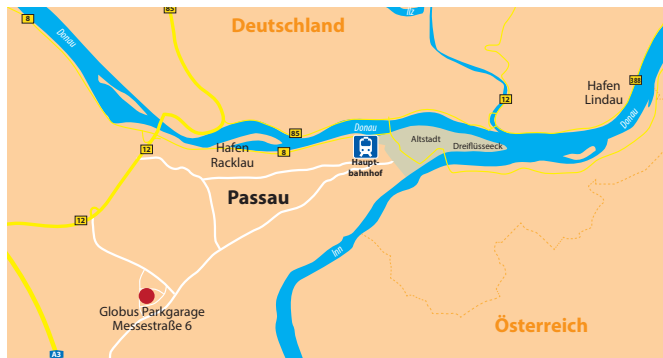 85
Ilz
8
Deutschland
Donau
388
Hafen
Lindau
12
Donau
85
Donau
Altstadt
Dreiflüsseeck
12
Hafen
Racklau
8
Haupt-
bahnhof
Passau
12
Inn
Globus Parkgarage
Messestraße 6
Österreich
A3